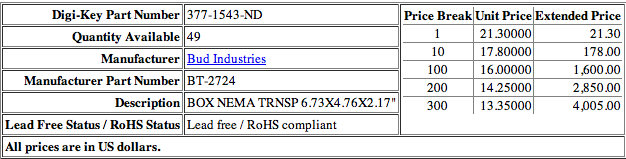 Digi-Key Part Number 377-1543-ND
Quantity Available 49
Manufacturer Bud Industries
Manufacturer Part Number BT-2724
Description BOX NEMA TRNSP 6.73X4.76X2.17"
Lead Free Status / RoHS Status Lead free / RoHS compliant
Price Break Unit Price Extended Price
1 21.30000 21.30
10 17.80000 178.00
100 16.00000 1,600.00
200 14.25000 2,850.00
300 13.35000 4,005.00
All prices are in US dollars.